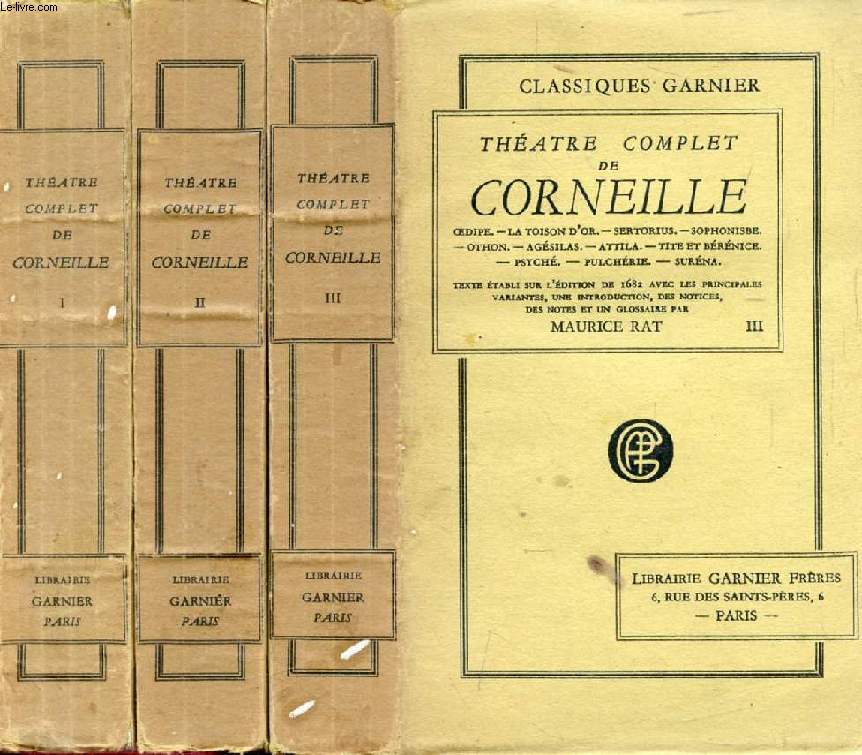 Le-livre.com
THÉATRE
COMPLET
DE
CORNEILLE
I
LIBRAIRIE
GARNIER
PARIS
THÉATRE
COMPLET
DE
CORNEILLE
II
LIBRAIRIE
GARNIER
PARIS
THÉATRE
COMPLET
DE
CORNEILLE
III
LIBRAIRIE
GARNIER
PARIS
CLASSIQUES GARNIER
THÉATRE COMPLET
DE
CORNEILLE
ŒDIPE. — LA TOISON D'OR. — SERTORIUS. — SOPHONISBE.
— OTHON. — AGÉSILAS. — ATTILA. — TITE ET BÉRÉNICE.
— PSYCHÉ. — PULCHÉRIE. — SURÉNA.
TEXTE ÉTABLI SUR L'ÉDITION DE 1682 AVEC LES PRINCIPALES
VARIANTES, UNE INTRODUCTION, DES NOTICES,
DES NOTES ET UN GLOSSAIRE PAR
MAURICE RAT III
LIBRAIRIE GARNIER FRÈRES
6, RUE DES SAINTS-PÈRES, 6
— PARIS —